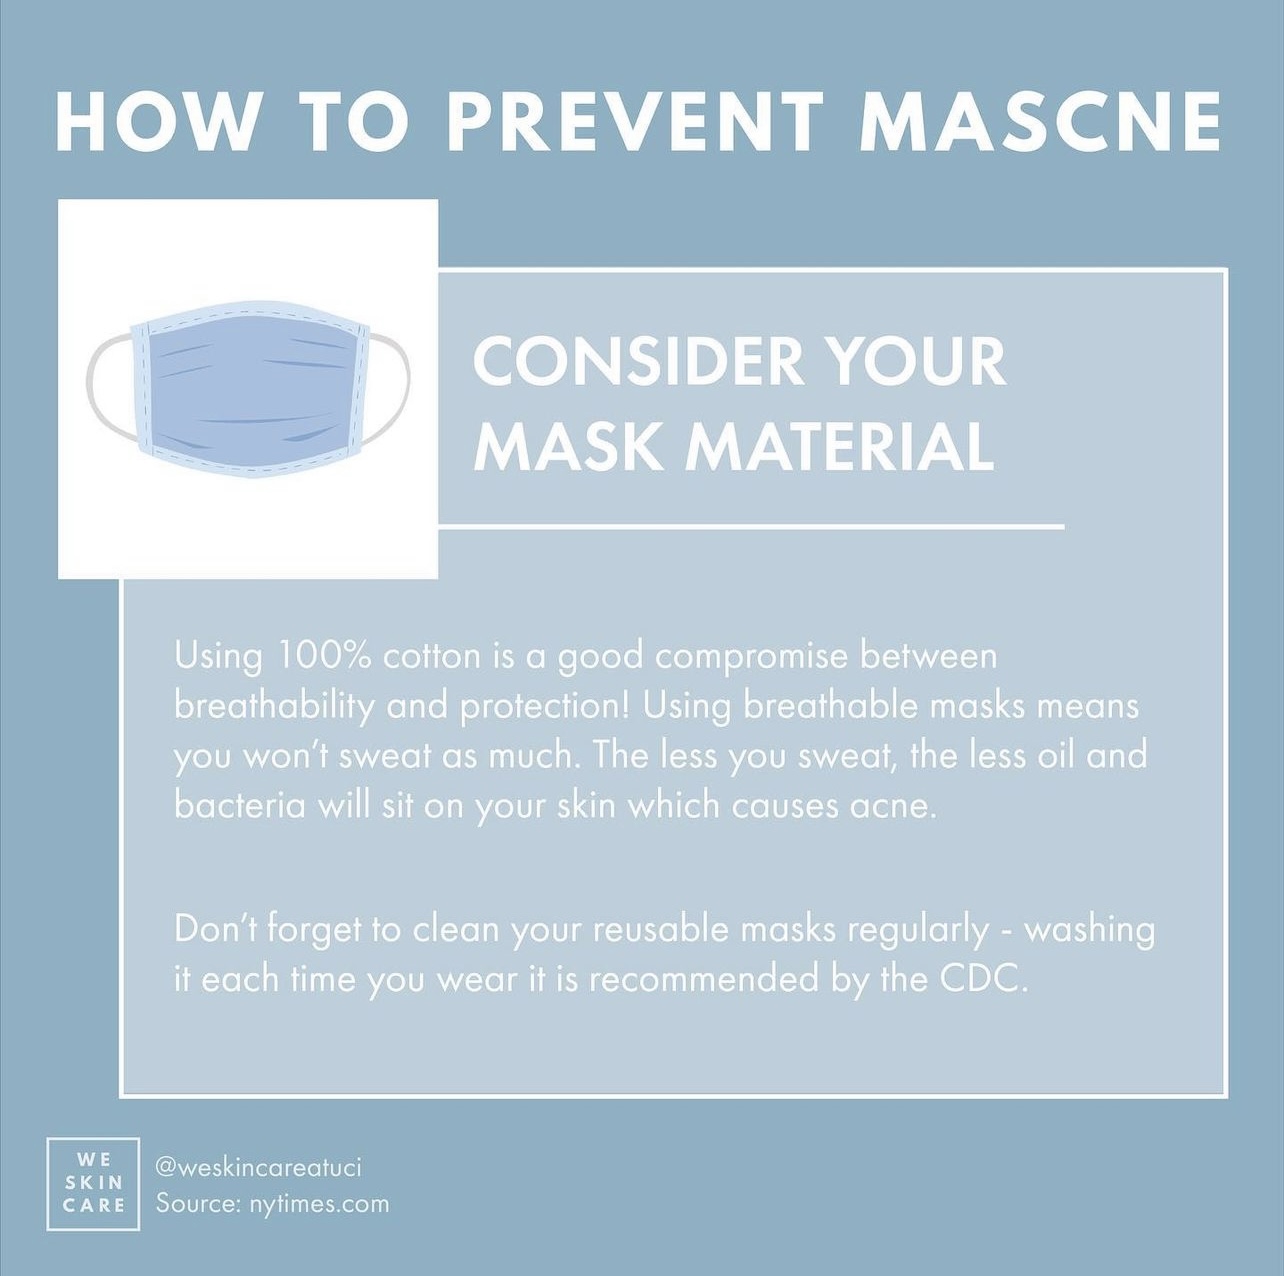 HOW TO PREVENT MASCNE
CONSIDER YOUR
MASK MATERIAL
Using 100% cotton is a good compromise between
breathability and protection! Using breathable masks means
you won't sweat as much. The less you sweat, the less oil and
bacteria will sit on your skin which causes acne.
Don't forget to clean your reusable masks regularly - washing
it each time you wear it is recommended by the CDC.
WE
SKIN
CARE
@weskincareatuci
Source: nytimes.com